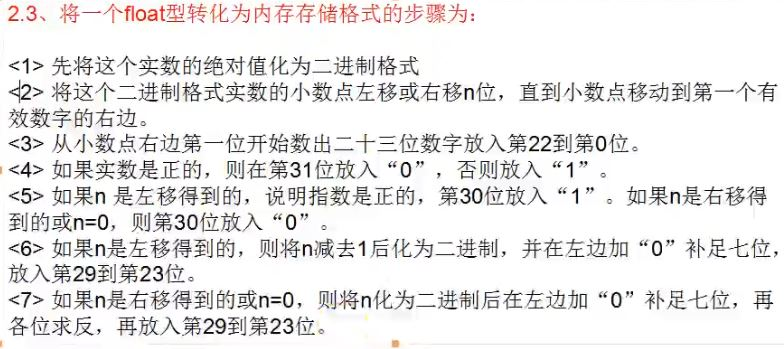 2.3、将一个float型转化为内存存储格式的步骤为：
<1> 先将这个实数的绝对值化为二进制格式
<2> 将这个二进制格式实数的小数点左移或右移n位，直到小数点移动到第一个有
效数字的右边。
<3> 从小数点右边第一位开始数出二十三位数字放入第22到第0位。
<4> 如果实数是正的，则在第31位放入“0”，否则放入“1”。
<5> 如果n 是左移得到的，说明指数是正的，第30位放入“1”。如果n是右移得
到的或n=0，则第30位放入“0”。
<6> 如果n是左移得到的，则将n减去1后化为二进制，并在左边加“0”补足七位，
放入第29到第23位。
<7> 如果n是右移得到的或n=0，则将n化为二进制后在左边加“0”补足七位，再
各位求反，再放入第29到第23位。